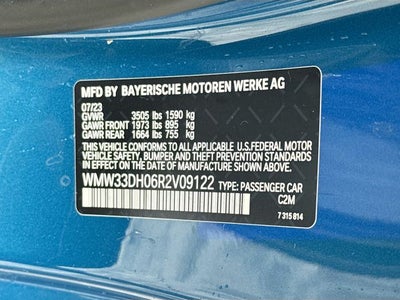 MFD BY BAYERISCHE MOTOREN WERKE AG
07/23
GVWR 3505 lbs 1590 kg
GAWR FRONT 1973 lbs 895 kg
GAWR REAR 1664 lbs 755 kg
THIS VEHICLE CONFORMS TO ALL APPLICABLE U.S. FEDERAL MOTOR
VEHICLE SAFETY, BUMPER, AND THEFT PREVENTION STANDARDS
IN EFFECT ON THE DATE OF MANUFACTURE SHOWN ABOVE.
WMW33DH06R2V09122 TYPE: PASSENGER CAR
C2M
7 315 814